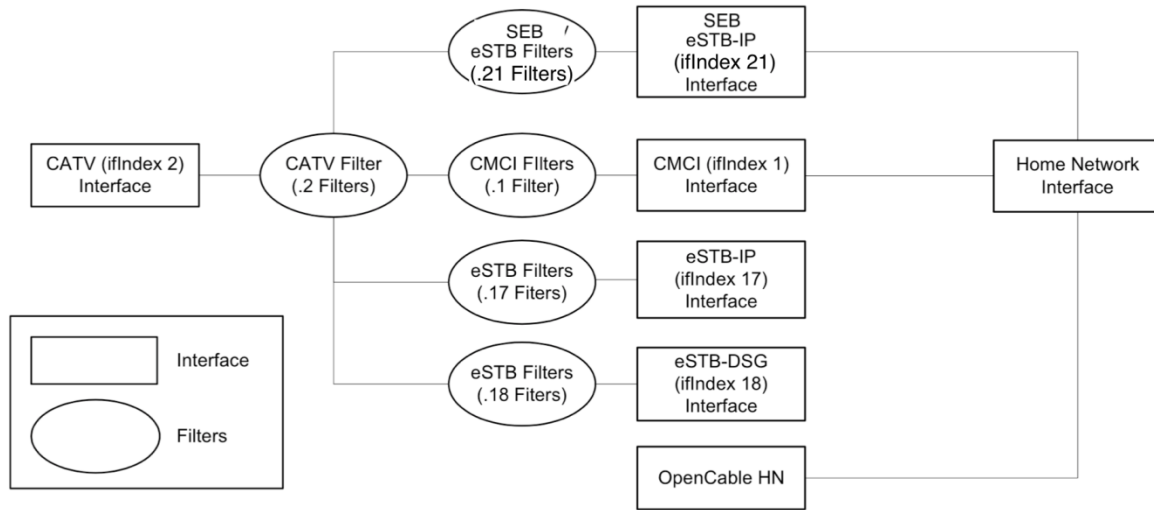 SEB
eSTB Filters
(.21 Filters)
SEB
eSTB-IP
(ifIndex 21)
Interface
CATV (ifIndex 2)
Interface
CATV Filter
(.2 Filters)
CMCI FIlters
(.1 Filter)
CMCI (ifIndex 1)
Interface
Home Network
Interface
eSTB Filters
(.17 Fiters)
eSTB-IP
(ifIndex 17)
Interface
eSTB Filters
(.18 Fiters)
eSTB-DSG
(ifIndex 18)
Interface
OpenCable HN
Interface
Filters